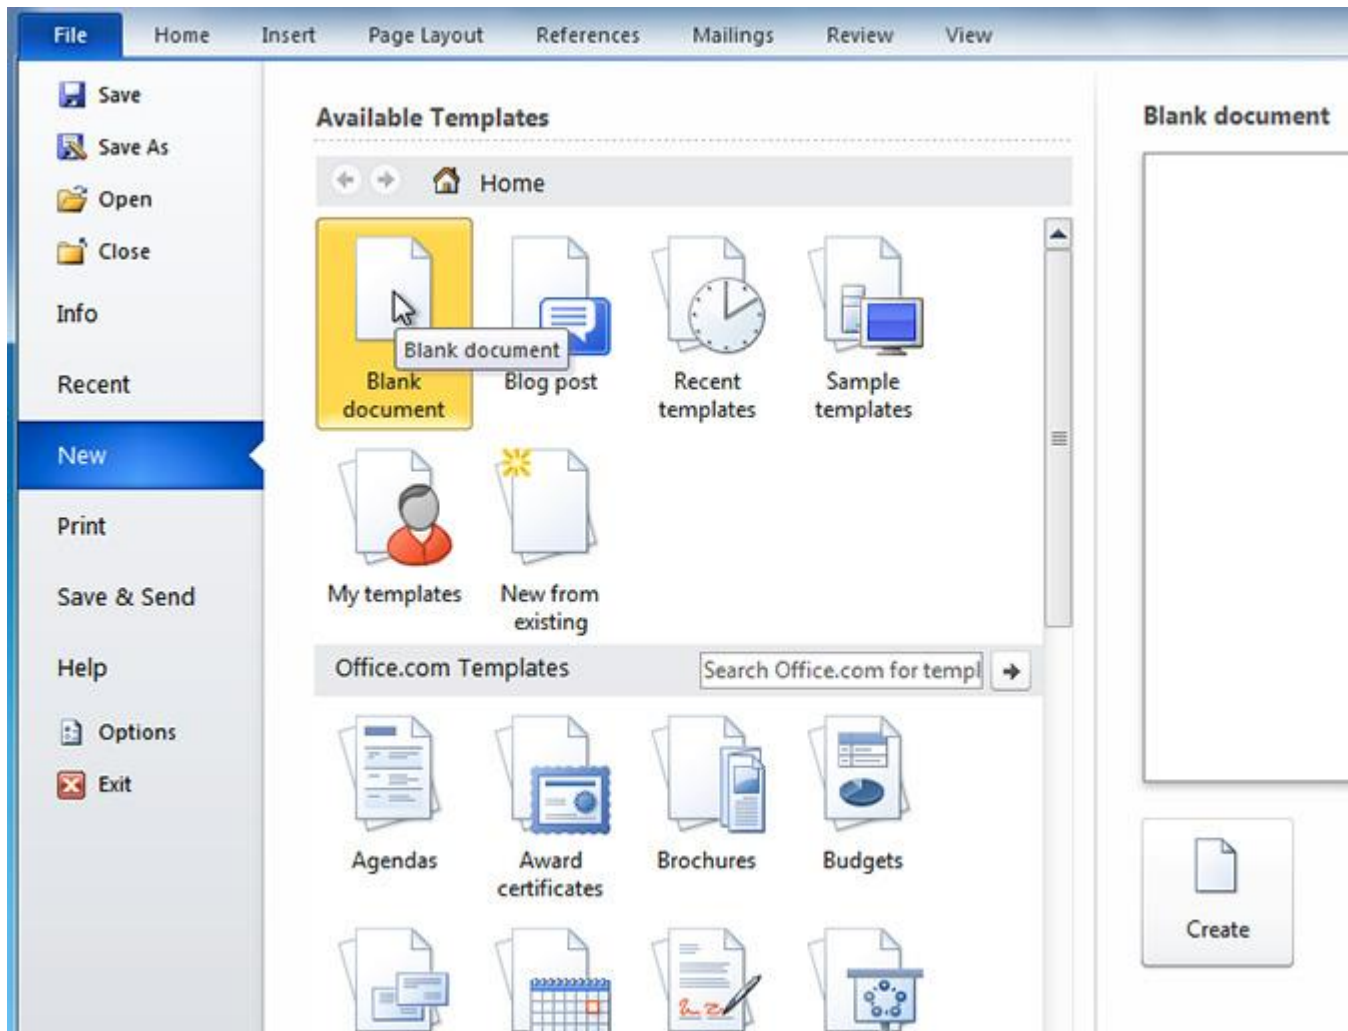 File Home Insert Page Layout References Mailings Review View
Save
Save As
Open
Close
Info
Recent
New
Print
Save & Send
Help
Options
Exit
Available Templates
Home
Blank document
Blank
document
Blog post
Recent
templates
Sample
templates
My templates
New from
existing
Office.com Templates
Search Office.com for templ
Agendas
Award
certificates
Brochures
Budgets
Blank document
Create